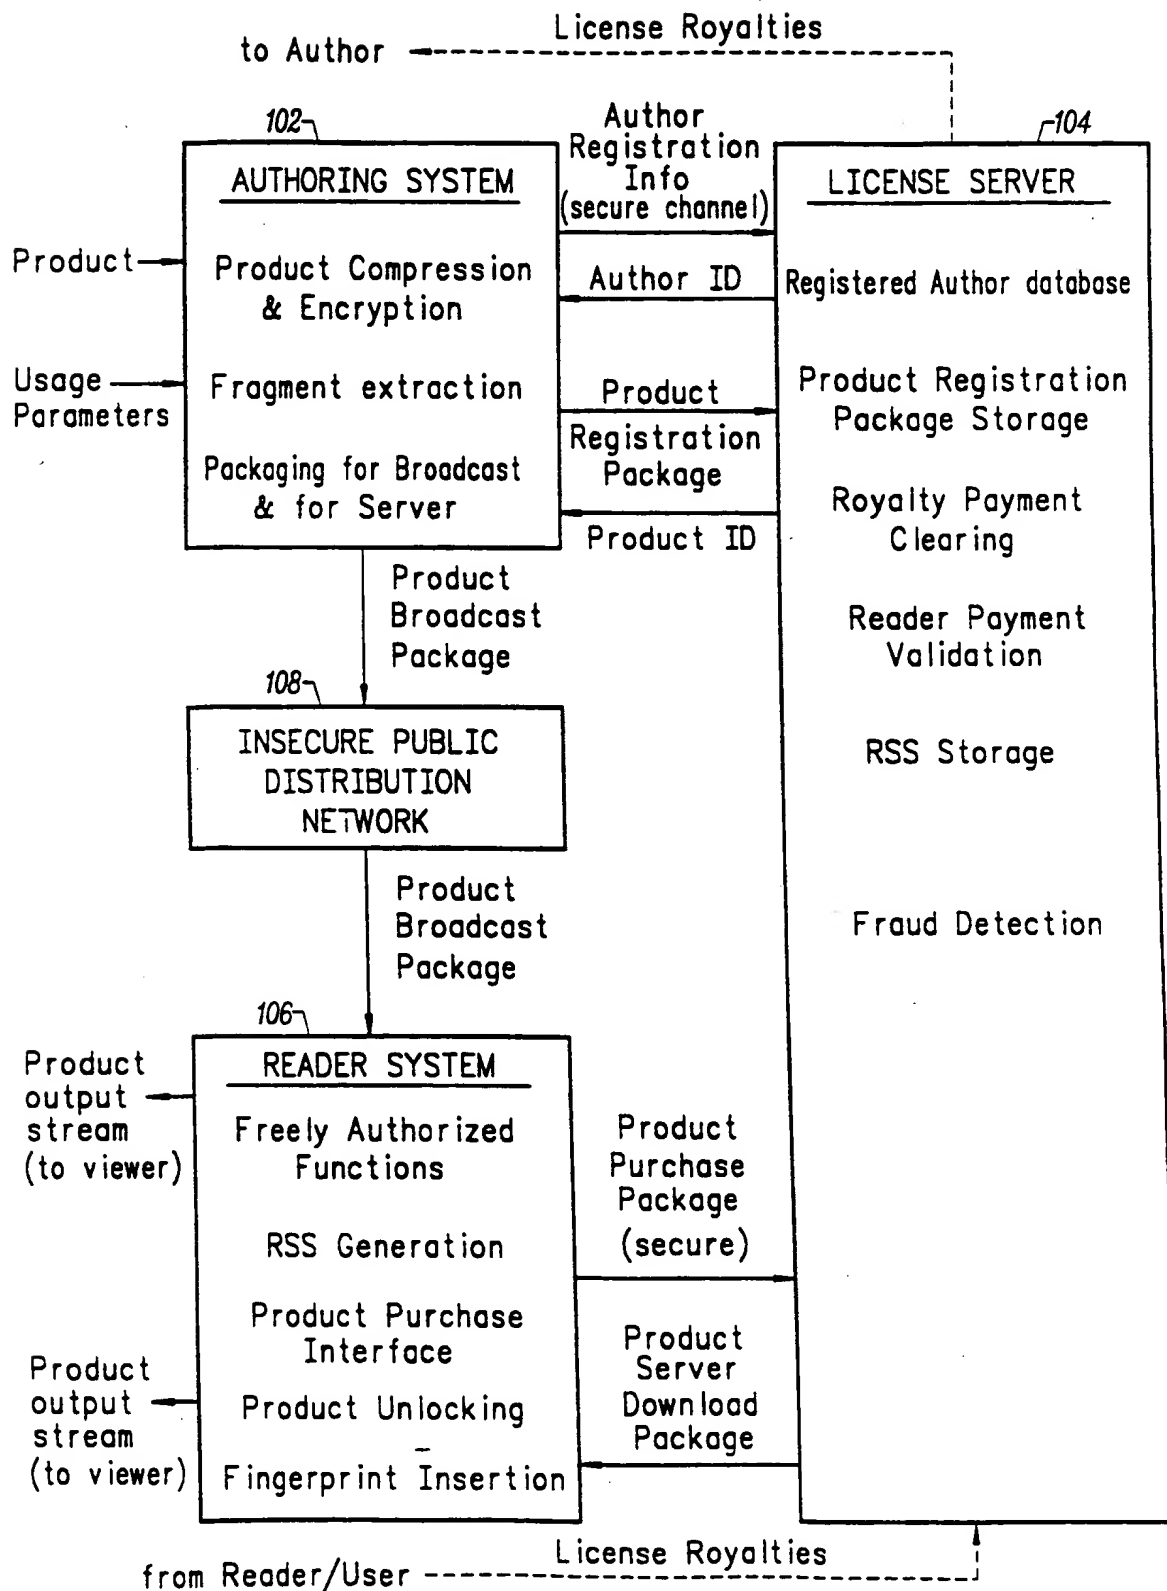 License Royalties
to Author
102
AUTHORING SYSTEM
Product Compression
& Encryption
Fragment extraction
Packaging for Broadcast
& for Server
Product
Usage
Parameters
Author
Registration
Info
(secure channel)
Author ID
Product
Registration
Package
Product ID
104
LICENSE SERVER
Registered Author database
Product Registration
Package Storage
Royalty Payment
Clearing
Reader Payment
Validation
RSS Storage
Fraud Detection
Product
Broadcast
Package
108
INSECURE PUBLIC
DISTRIBUTION
NETWORK
Product
Broadcast
Package
106
READER SYSTEM
Freely Authorized
Functions
RSS Generation
Product Purchase
Interface
Product Unlocking
Fingerprint Insertion
Product
output
stream
(to viewer)
Product
output
stream
(to viewer)
Product
Purchase
Package
(secure)
Product
Server
Download
Package
License Royalties
from Reader/User